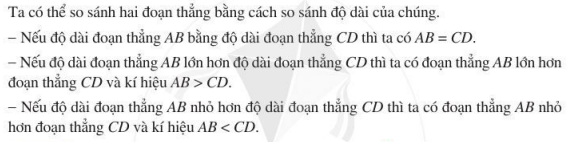 Ta có thể so sánh hai đoạn thẳng bằng cách so sánh độ dài của chúng.
– Nếu độ dài đoạn thẳng AB bằng độ dài đoạn thẳng CD thì ta có AB = CD.
– Nếu độ dài đoạn thẳng AB lớn hơn độ dài đoạn thẳng CD thì ta có đoạn thẳng AB lớn hơn
đoạn thẳng CD và kí hiệu AB > CD.
– Nếu độ dài đoạn thẳng AB nhỏ hơn độ dài đoạn thẳng CD thì ta có đoạn thẳng AB nhỏ
hơn đoạn thẳng CD và kí hiệu AB < CD.